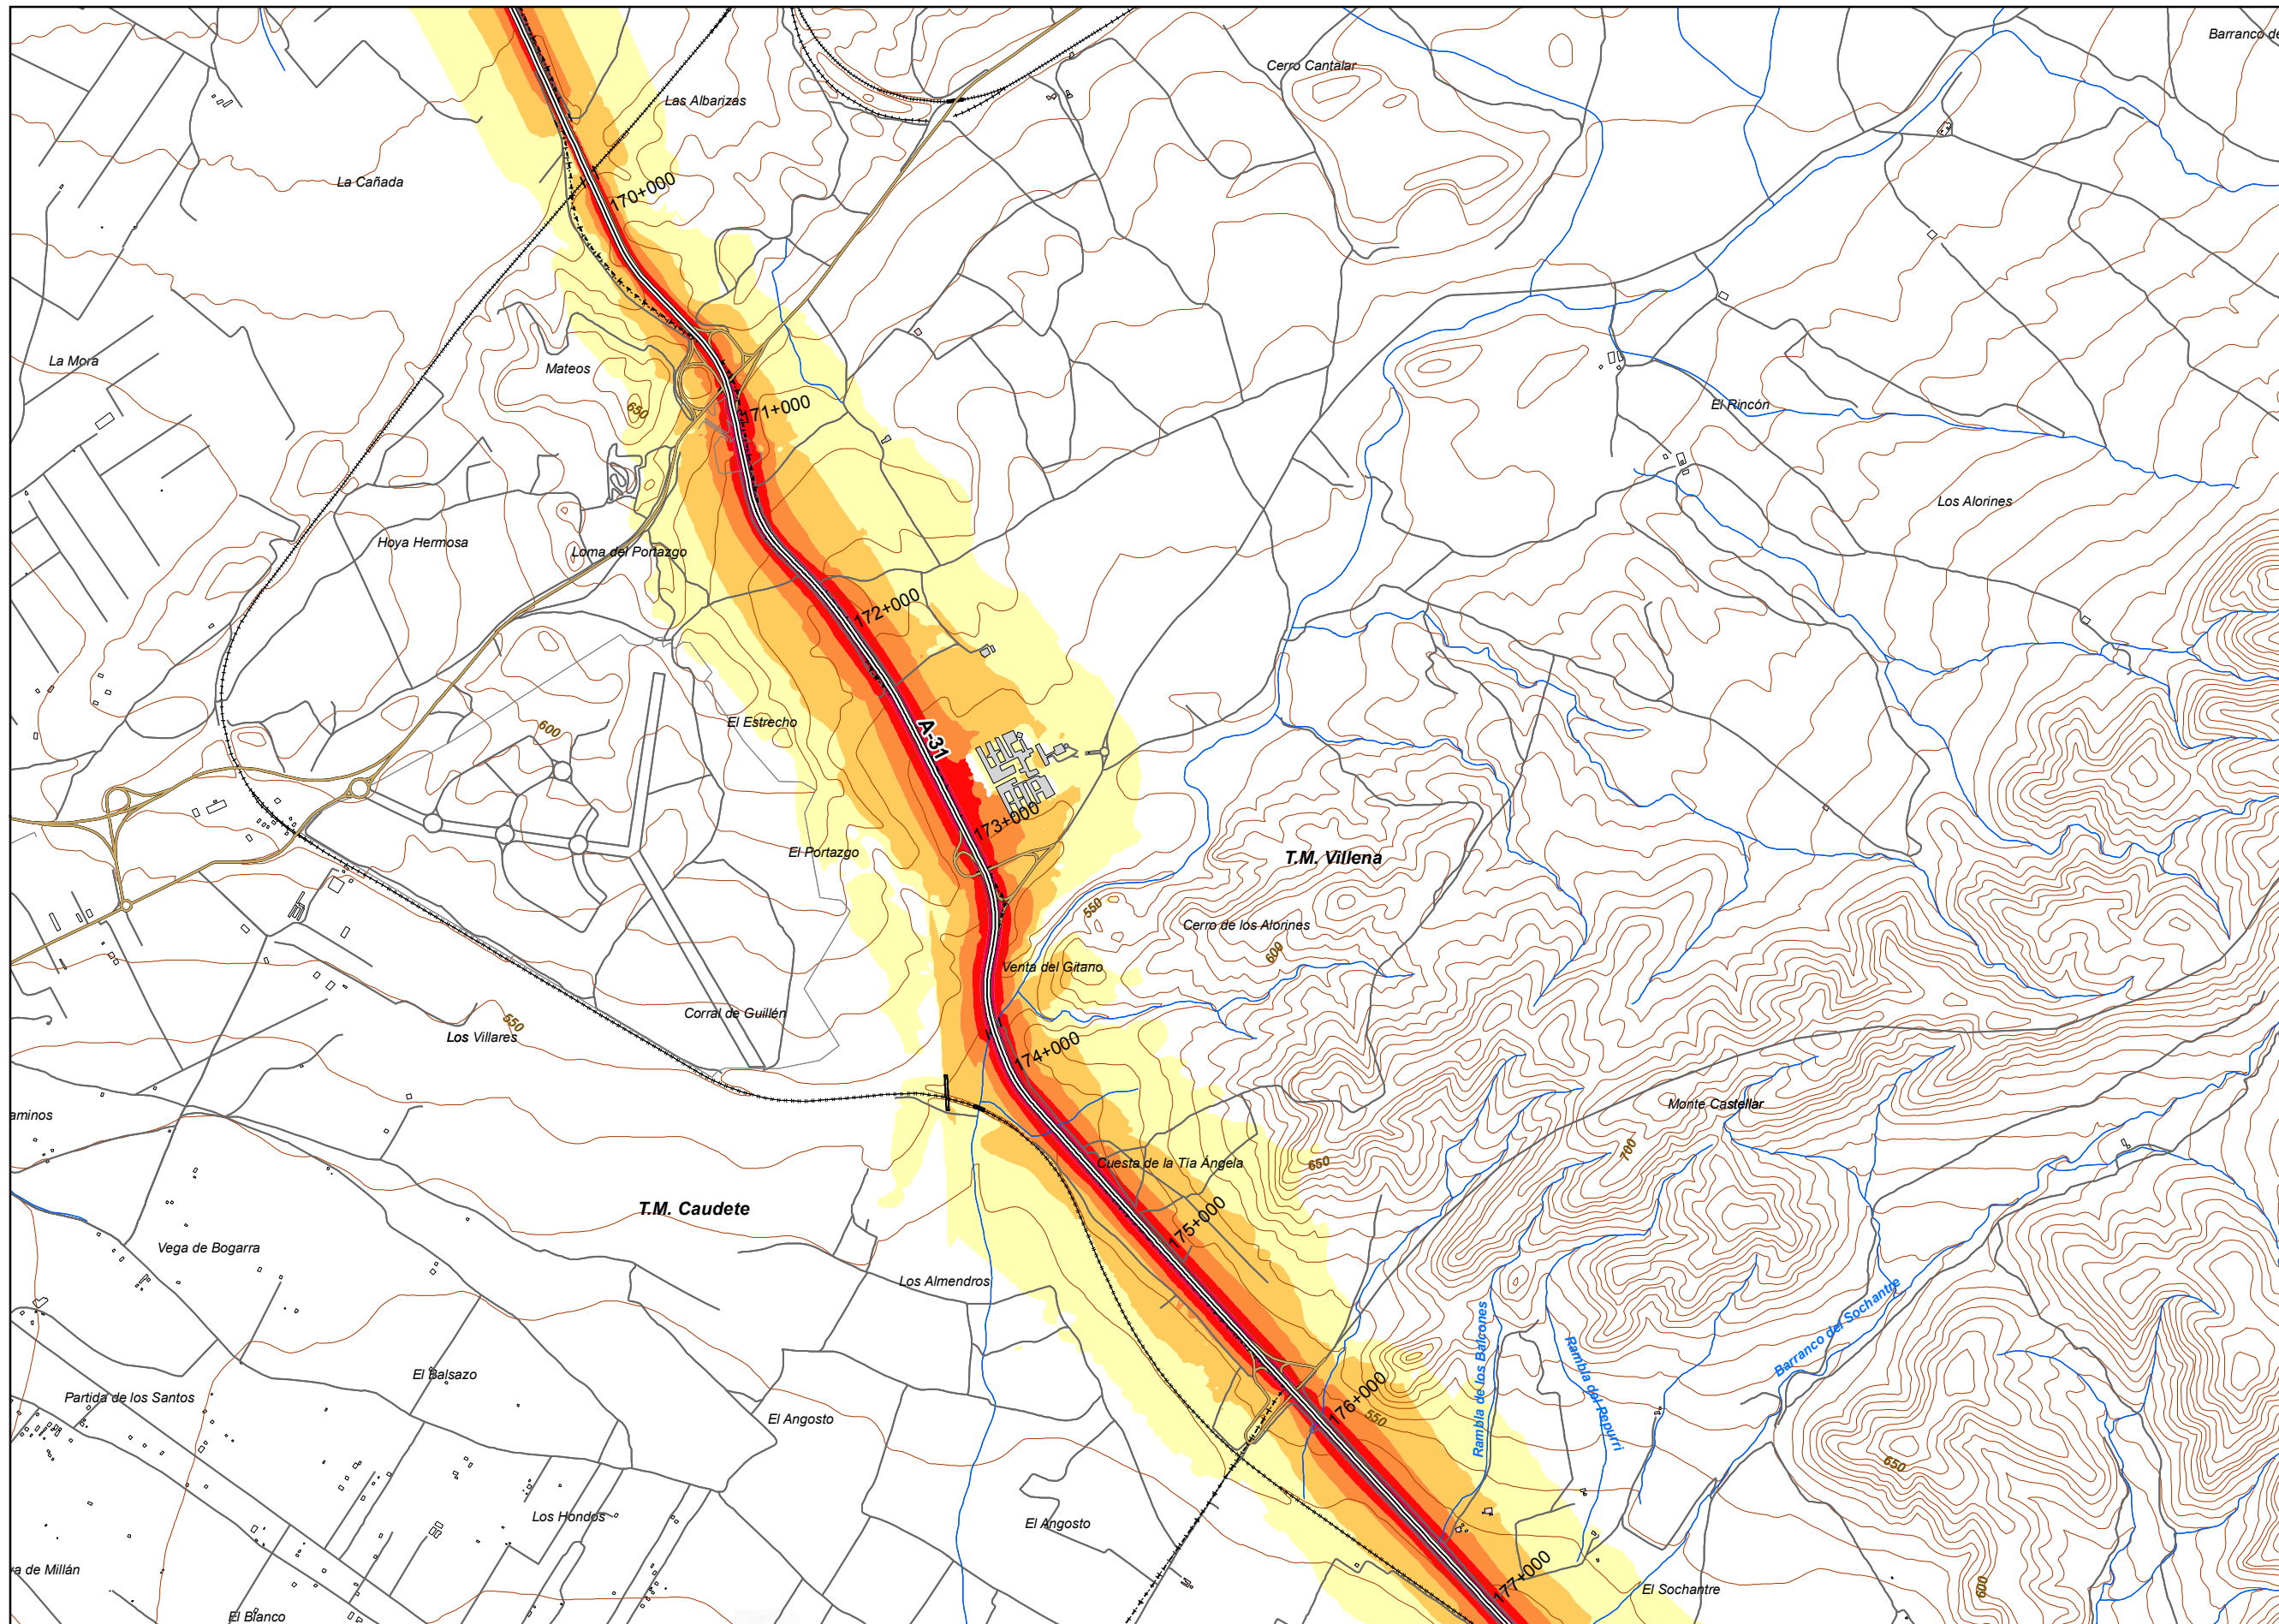 Barranco de
Cerro Cantalar
Las Albarizas
La Cañada
170+000
La Mora
Mateos
650
171+000
El Rincón
Los Alorines
Hoya Hermosa
Loma del Portazgo
172+000
El Estrecho
600
A-31
173+000
El Portazgo
T.M. Villena
550
Cerro de los Alorines
600
Venta del Gitano
Corral de Guillén
550
Los Villares
174+000
Monte Castellar
aminos
700
Cuesta de la Tía Ángela
650
T.M. Caudete
175+000
Vega de Bogarra
Los Almendros
Barranco del Sochantre
Rambla de los Balcones
Rambla del Pepurri
El Balsazo
Partida de los Santos
El Angosto
176+000
550
650
Los Hondos
El Angosto
va de Millán
177+000
El Sochantre
600
El Blanco